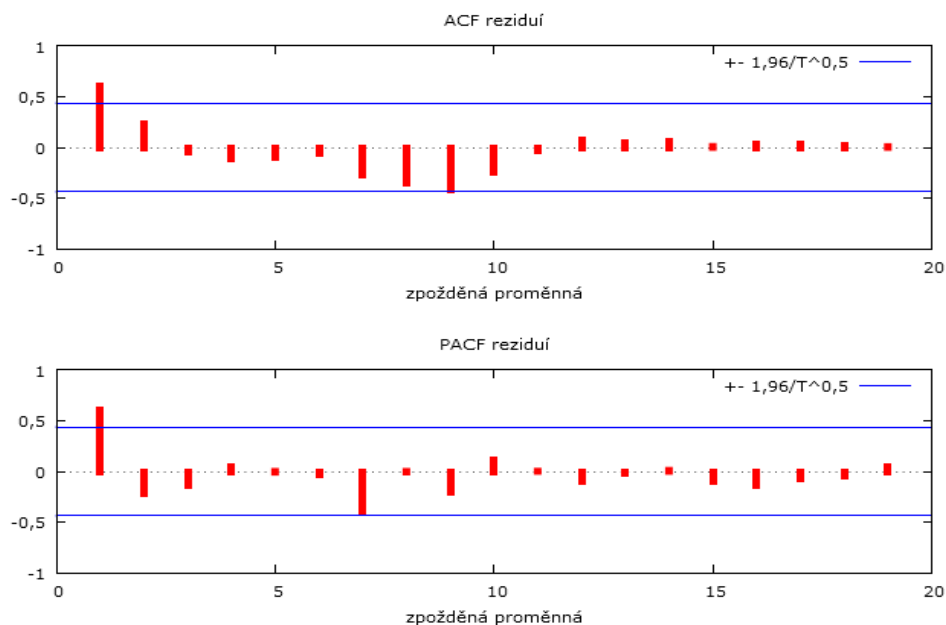 ACF reziduí
1
+- 1,96/T^0,5
0,5
0
-0,5
-1
0 5 10 15 20
zpožděná proměnná
PACF reziduí
1
+- 1,96/T^0,5
0,5
0
-0,5
-1
0 5 10 15 20
zpožděná proměnná